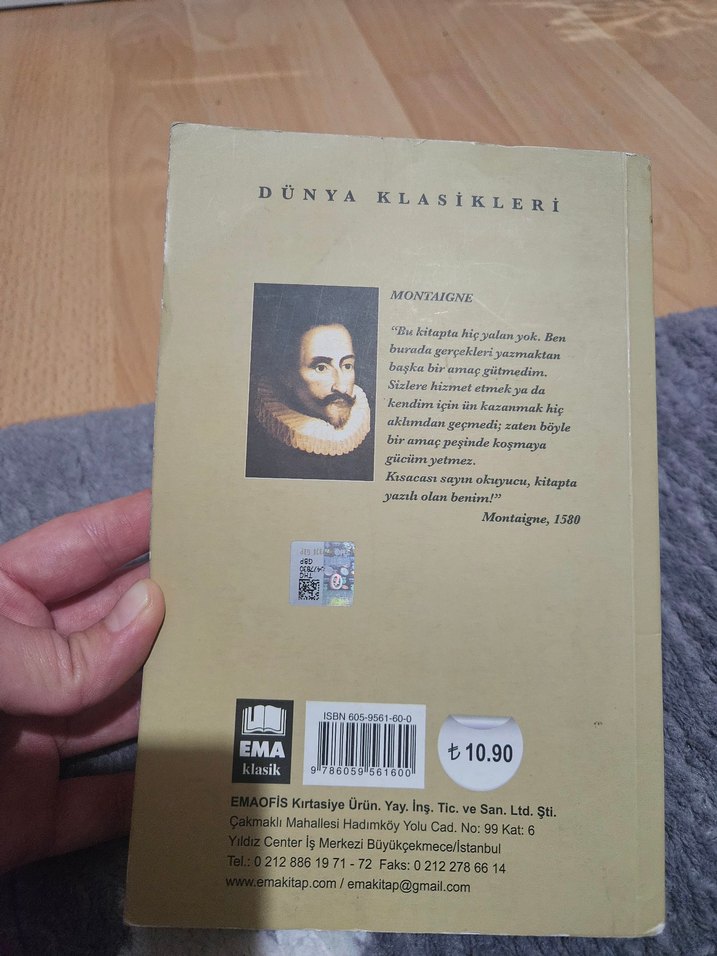 DÜNYA KLASİKLERİ
MONTAIGNE
“Bu kitapta hiç yalan yok. Ben
burada gerçekleri yazmaktan
başka bir amaç gütmedim.
Sizlere hizmet etmek ya da
kendim için ün kazanmak hiç
aklımdan geçmedi; zaten böyle
bir amaç peşinde koşmaya
gücüm yetmez.
Kısacası sayın okuyucu, kitapta
yazılı olan benim!”
Montaigne, 1580
EMA
klasik
ISBN 605-9561-60-0
9 786059 561600
₺ 10.90
EMAOFİS Kırtasiye Ürün. Yay. İnş. Tic. ve San. Ltd. Şti.
Çakmaklı Mahallesi Hadımköy Yolu Cad. No: 99 Kat: 6
Yıldız Center İş Merkezi Büyükçekmece/İstanbul
Tel.: 0 212 886 19 71 - 72 Faks: 0 212 278 66 14
www.emakitap.com / emakitap@gmail.com